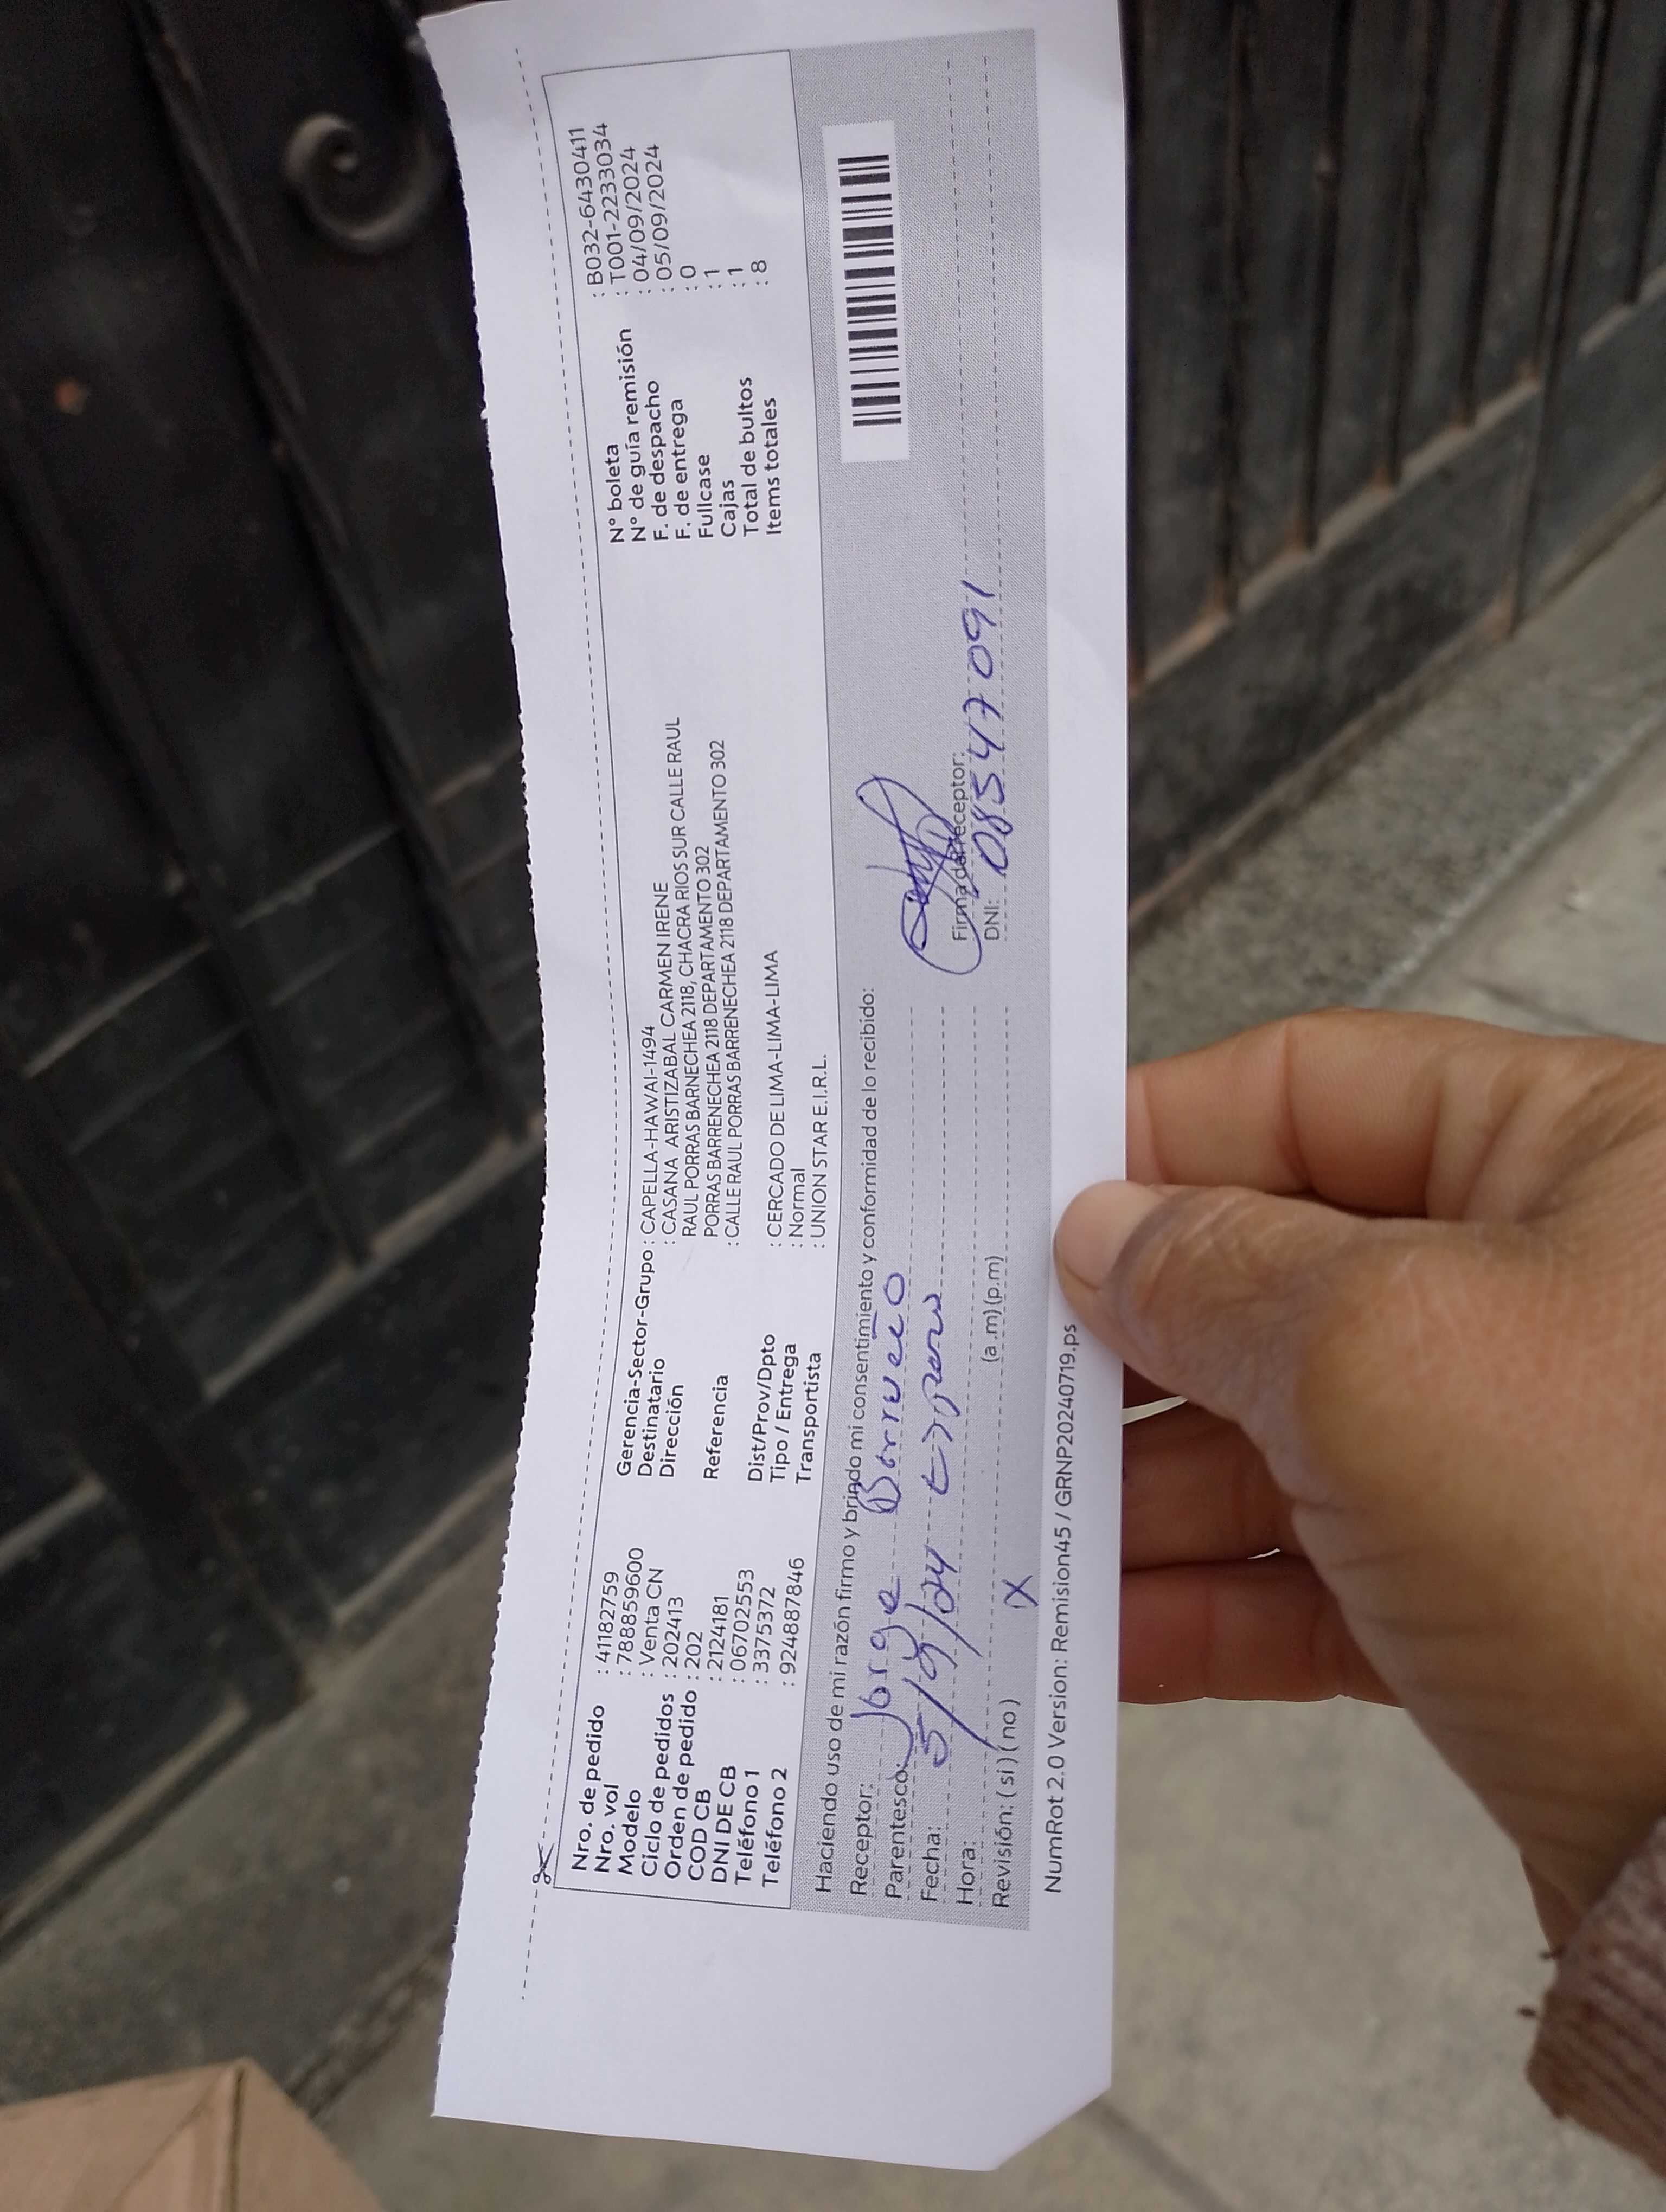 Nro. de pedido : 41182759
Nro. vol : 788859600
Modelo : Venta CN
Ciclo de pedidos : 202413
Orden de pedido : 202
COD CB : 2124181
DNI DE CB : 06702553
Teléfono 1 : 3375372
Teléfono 2 : 924887846
Gerencia-Sector-Grupo : CAPELLA-HAWAI-1494
Destinatario : CASANA ARISTIZABAL CARMEN IRENE
Dirección RAUL PORRAS BARNECHEA 2118, CHACRA RIOS SUR CALLE RAUL
PORRAS BARRENECHEA 2118 DEPARTAMENTO 302
Referencia : CALLE RAUL PORRAS BARRENECHEA 2118 DEPARTAMENTO 302
Dist/Prov/Dpto : CERCADO DE LIMA-LIMA-LIMA
Tipo / Entrega : Normal
Transportista : UNION STAR E.I.R.L.
N° boleta : B032-6430411
N° de guía remisión : T001-2233034
F. de despacho : 04/09/2024
F. de entrega : 05/09/2024
Fullcase : 0
Cajas : 1
Total de bultos : 1
Items totales : 8
Haciendo uso de mi razón firmo y brindo mi consentimiento y conformidad de lo recibido:
Receptor: Jorge
Parentesco:
Fecha: 5/9/24
Hora: (a .m) (p.m)
Revisión: ( si ) ( no ) X
Firma del receptor:
DNI: 08547091
NumRot 2.0 Version: Remision45 / GRNP20240719.ps